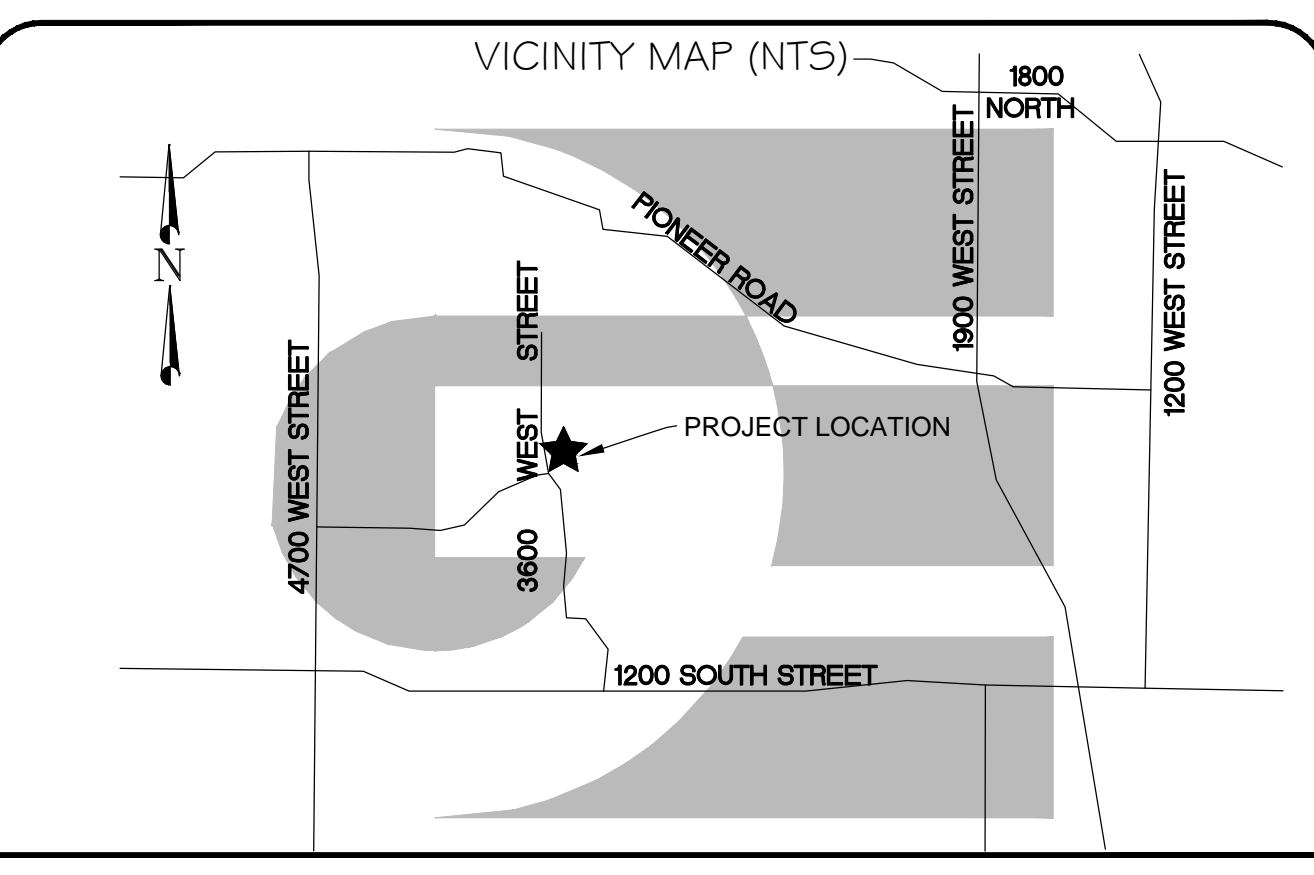 VICINITY MAP (NTS)
1800
NORTH
1900 WEST STREET
1200 WEST STREET
PIONEER ROAD
N
4700 WEST STREET
3600 WEST STREET
PROJECT LOCATION
1200 SOUTH STREET